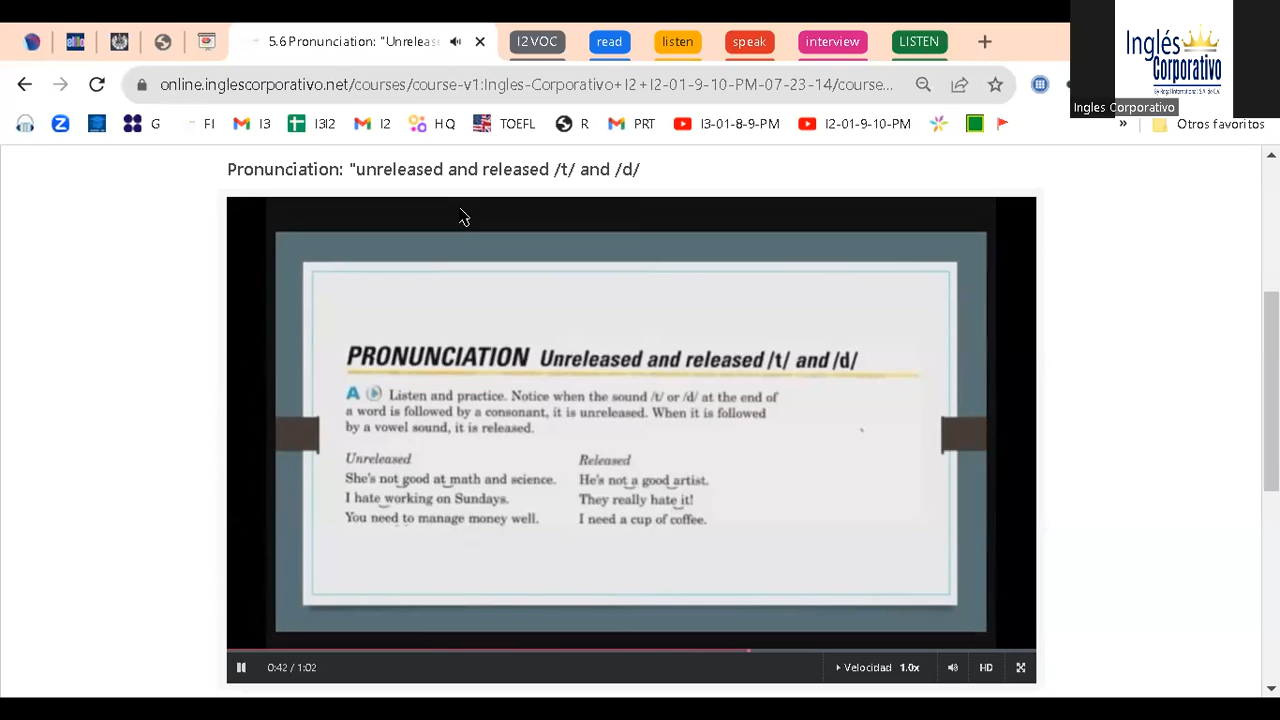 5.6 Pronunciation: "Unrelease
I2 VOC
read
listen
speak
interview
LISTEN
Inglés
Corporativo
by Regal International S.A. de C.V.
Ingles Corporativo
online.inglescorporativo.net/courses/course-v1:Ingles-Corporativo+I2+I2-01-9-10-PM-07-23-14/course...
G
FI
I3
I3I2
I2
H Q
TOEFL
R
PRT
I3-01-8-9-PM
I2-01-9-10-PM
»
Otros favoritos
Pronunciation: "unreleased and released /t/ and /d/
PRONUNCIATION Unreleased and released /t/ and /d/
A Listen and practice. Notice when the sound /t/ or /d/ at the end of
a word is followed by a consonant, it is unreleased. When it is followed
by a vowel sound, it is released.
Unreleased
She's not good at math and science.
I hate working on Sundays.
You need to manage money well.
Released
He's not a good artist.
They really hate it!
I need a cup of coffee.
0:42 / 1:02
Velocidad 1.0x
HD